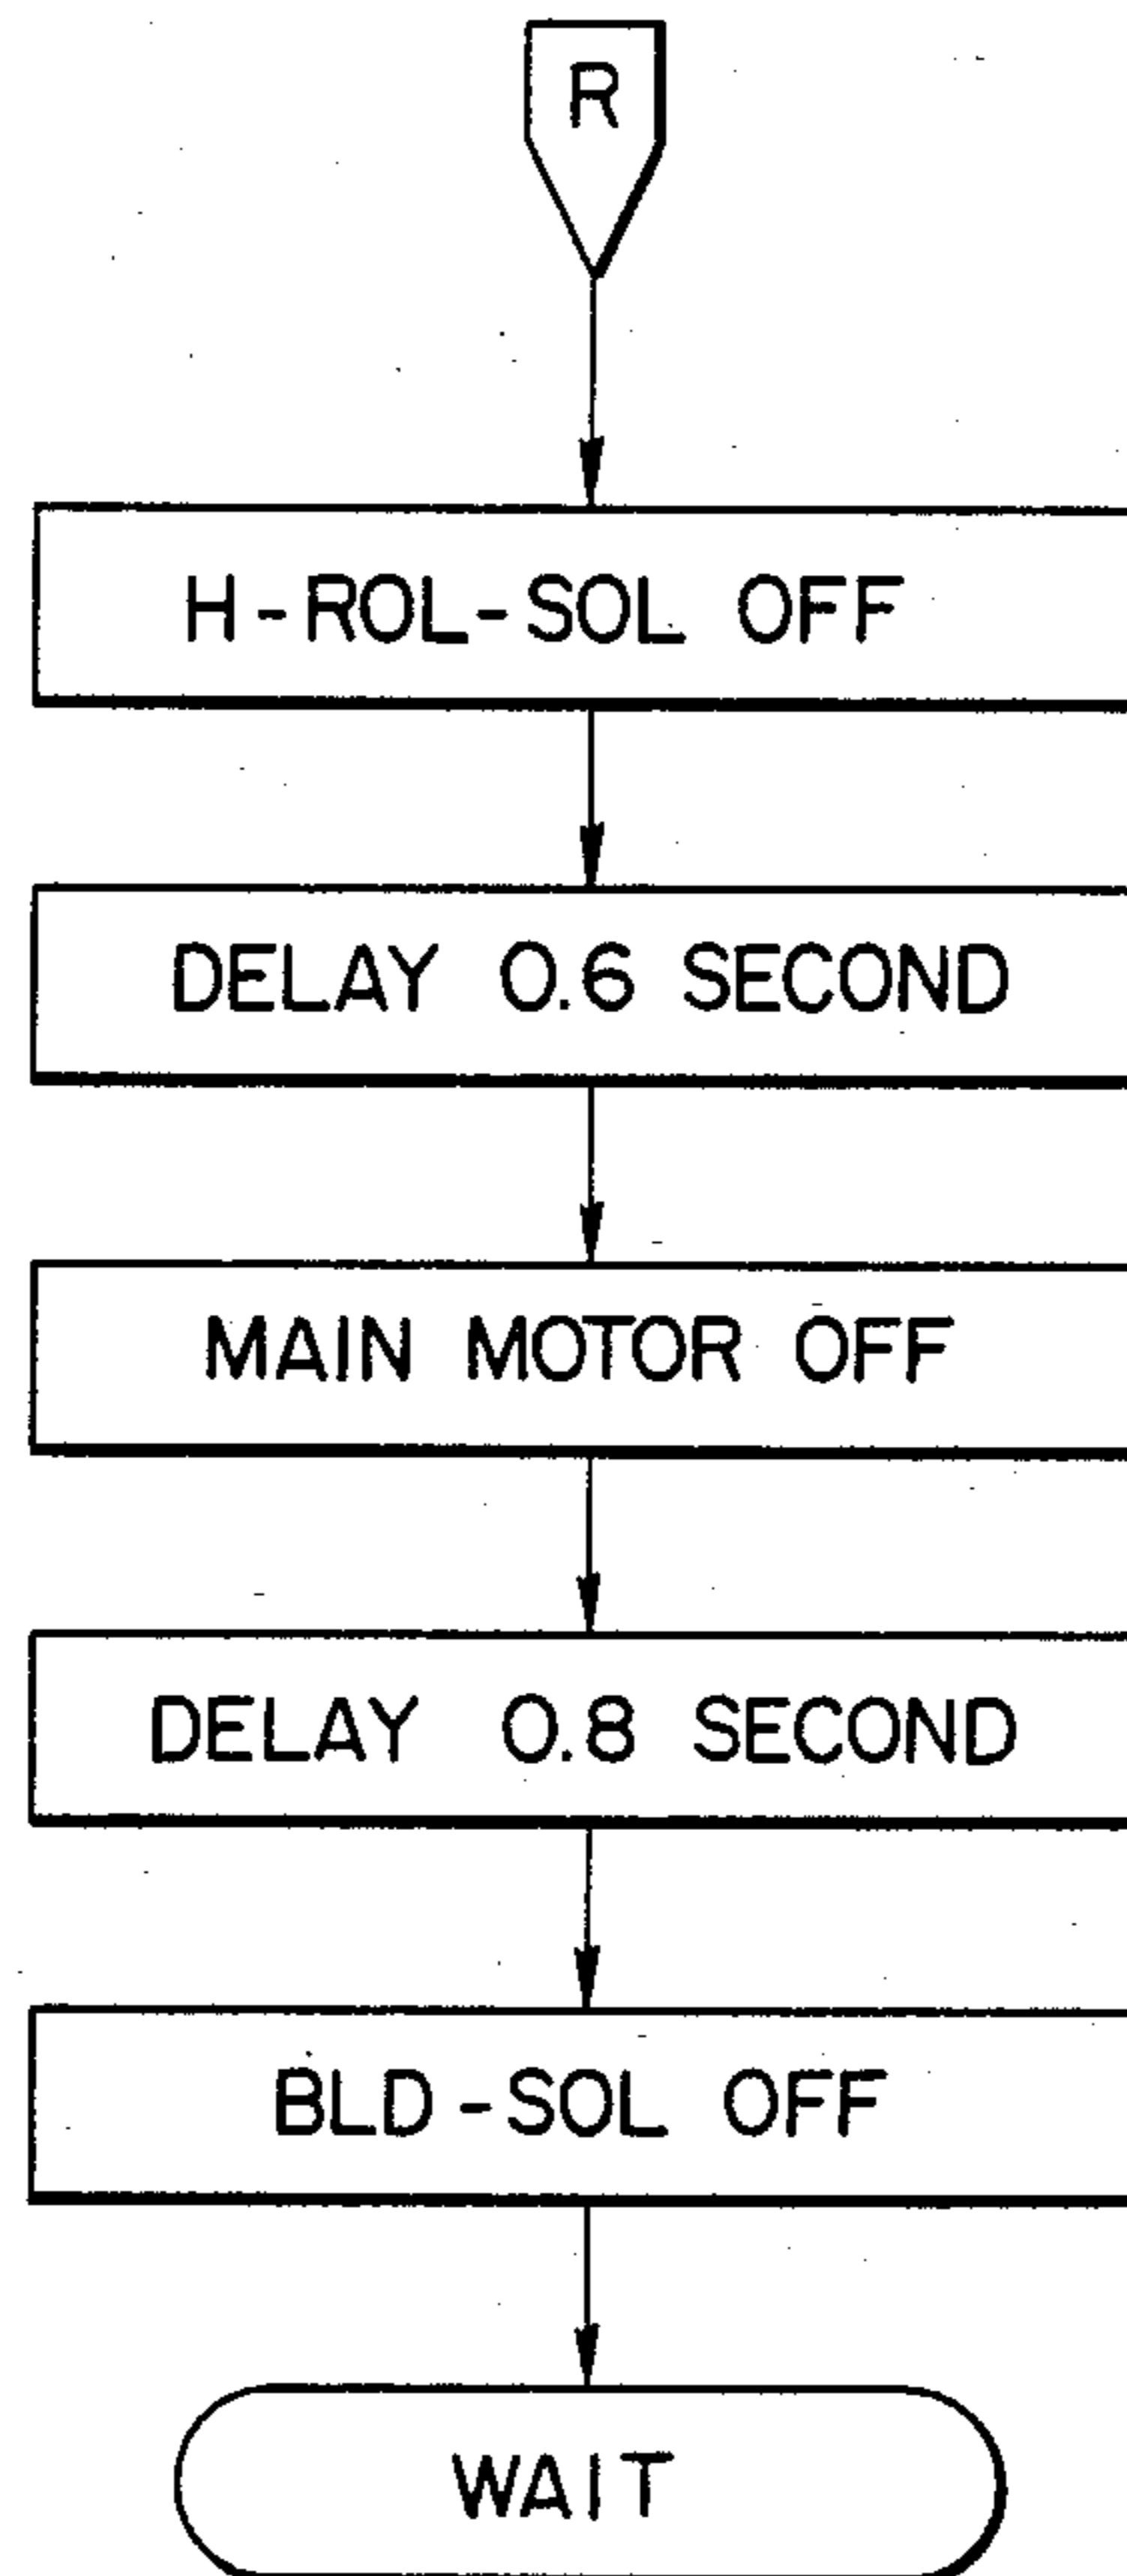 R
H-ROL-SOL OFF
DELAY 0.6 SECOND
MAIN MOTOR OFF
DELAY 0.8 SECOND
BLD-SOL OFF
WAIT